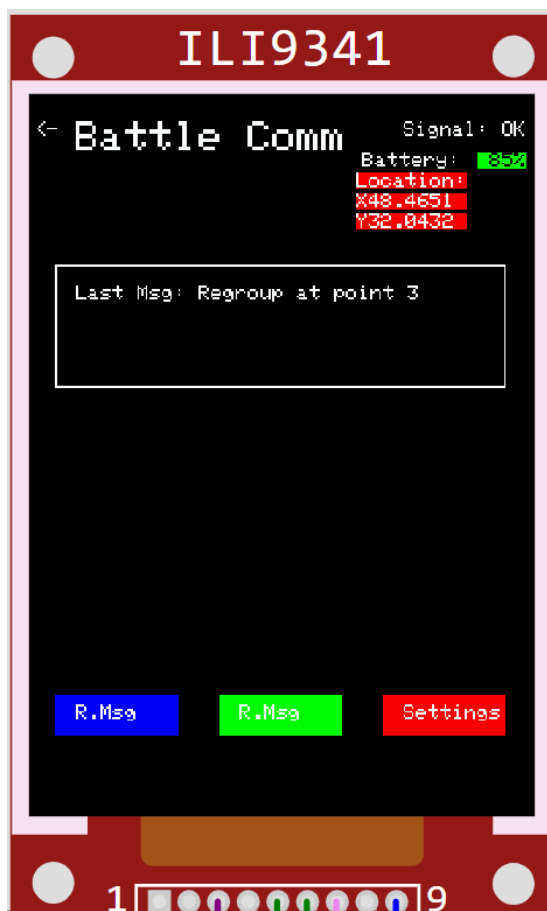 ILI9341
<- Battle Comm Signal: OK
Battery: 85%
Location:
X48.4651
Y32.0432
Last Msg: Regroup at point 3
R.Msg R.Msg Settings
1 9